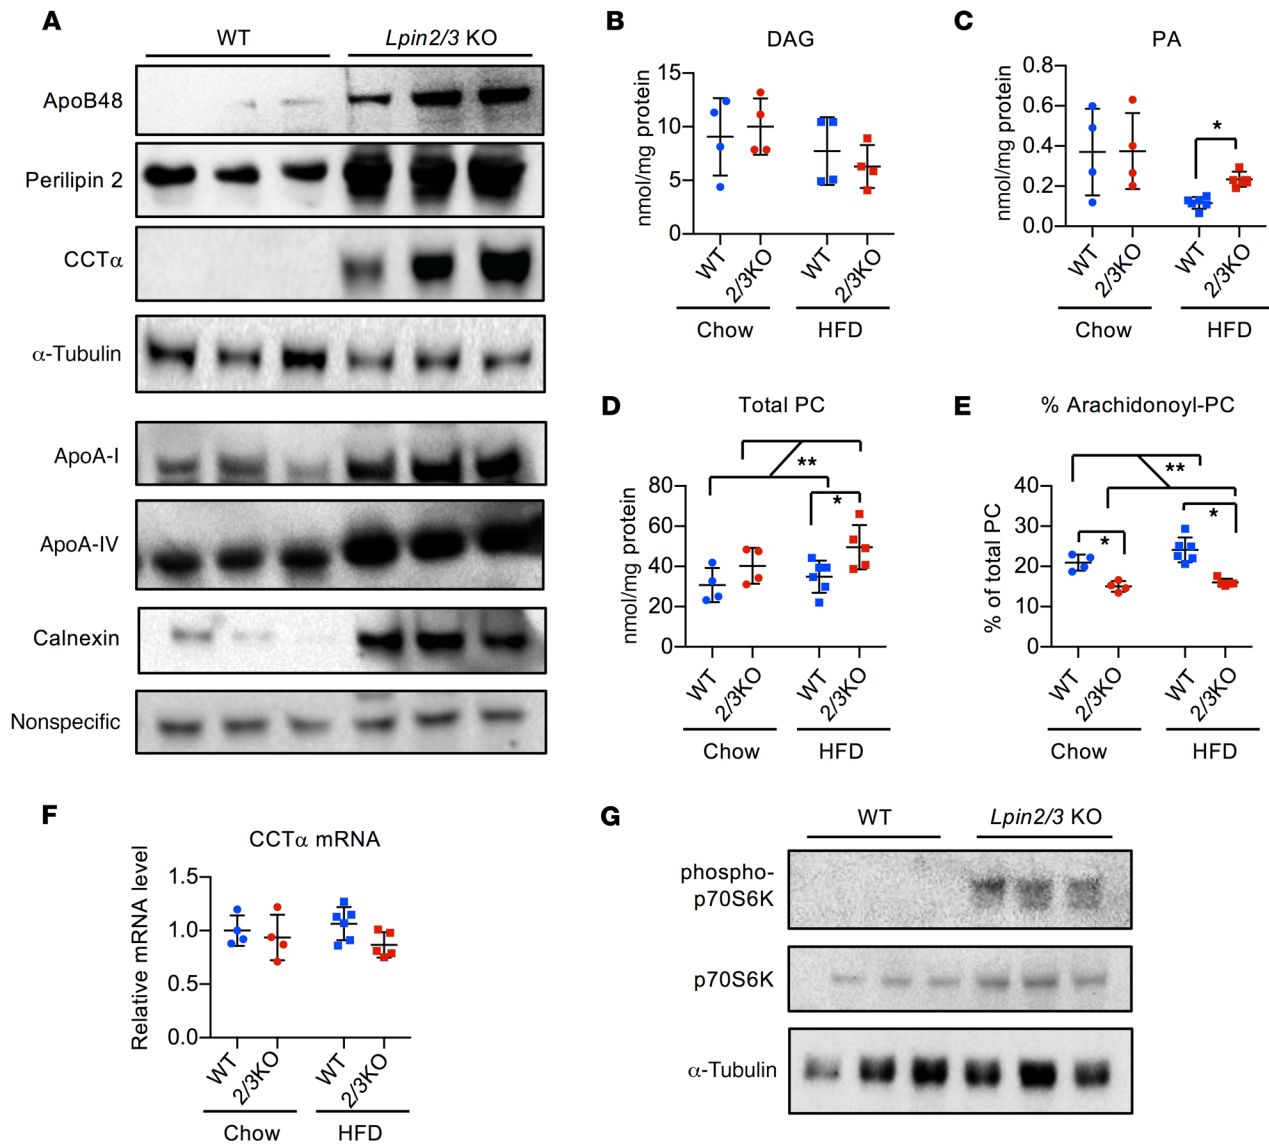 A
WT
Lpin2/3 KO
ApoB48
Perilipin 2
CCTα
α-Tubulin
ApoA-I
ApoA-IV
Calnexin
Nonspecific
B
DAG
nmol/mg protein
15
10
5
0
WT
2/3KO
WT
2/3KO
Chow
HFD
C
PA
nmol/mg protein
0.8
0.6
0.4
0.2
0.0
*
WT
2/3KO
WT
2/3KO
Chow
HFD
D
Total PC
nmol/mg protein
80
60
40
20
0
**
*
WT
2/3KO
WT
2/3KO
Chow
HFD
E
% Arachidonoyl-PC
% of total PC
40
30
20
10
0
**
*
*
WT
2/3KO
WT
2/3KO
Chow
HFD
F
CCTα mRNA
Relative mRNA level
1.5
1.0
0.5
0.0
WT
2/3KO
WT
2/3KO
Chow
HFD
G
WT
Lpin2/3 KO
phospho-
p70S6K
p70S6K
α-Tubulin